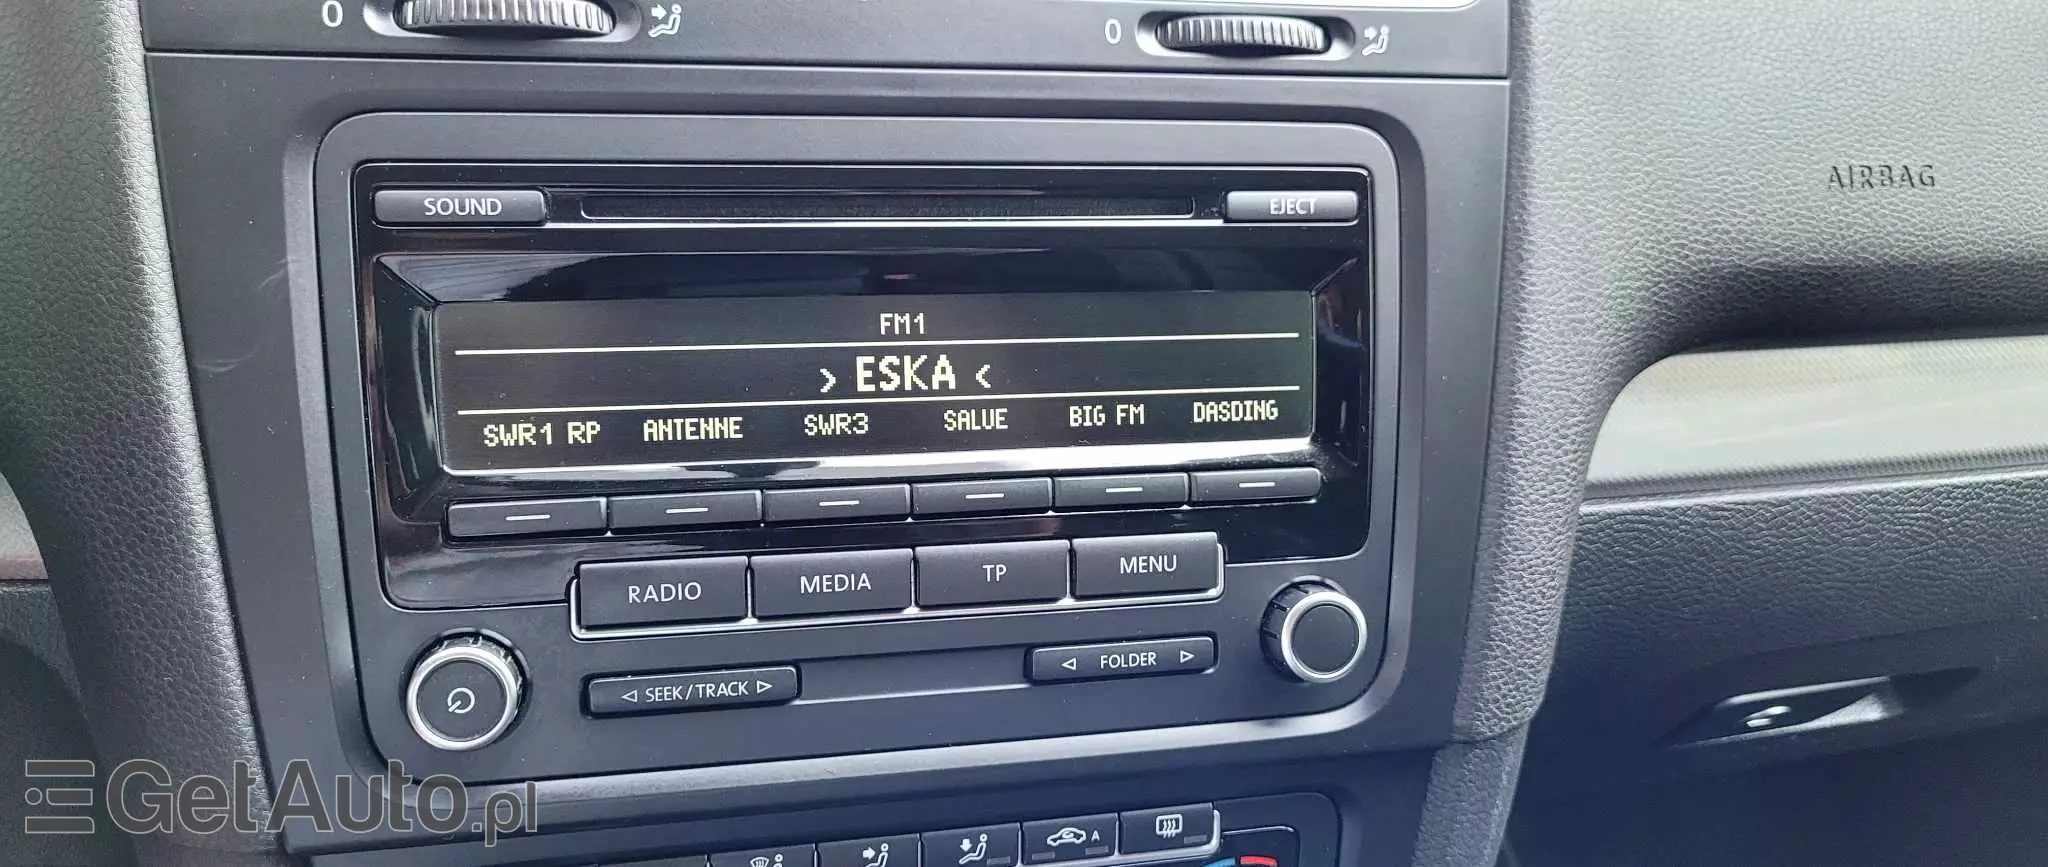 0 0
AIRBAG
SOUND EJECT
FM1
> ESKA <
SWR1 RP ANTENNE SWR3 SALUE BIG FM DASDING
RADIO MEDIA TP MENU
◁ SEEK/TRACK ▷ ◁ FOLDER ▷
A
GetAuto.pl